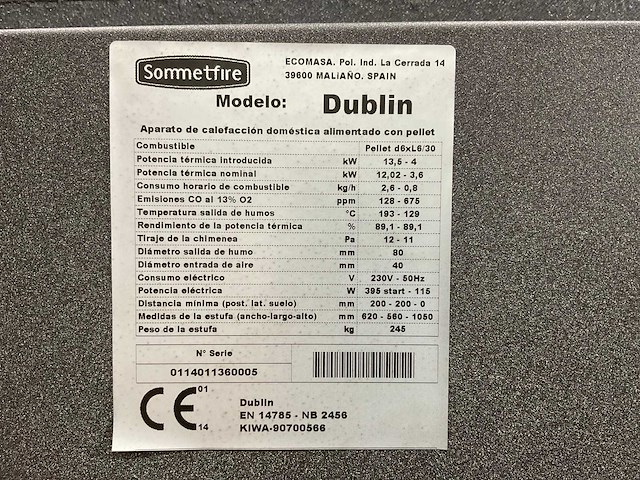 Sommetfire
ECOMASA. Pol. Ind. La Cerrada 14
39600 MALIAÑO. SPAIN
Modelo: Dublin
Aparato de calefacción doméstica alimentado con pellet
Combustible Pellet d6xL6/30
Potencia térmica introducida kW 13,5 - 4
Potencia térmica nominal kW 12,02 - 3,6
Consumo horario de combustible kg/h 2,6 - 0,8
Emisiones CO al 13% O2 ppm 128 - 675
Temperatura salida de humos °C 193 - 129
Rendimiento de la potencia térmica % 89,1 - 89,1
Tiraje de la chimenea Pa 12 - 11
Diámetro salida de humo mm 80
Diámetro entrada de aire mm 40
Consumo eléctrico V 230V - 50Hz
Potencia eléctrica W 395 start - 115
Distancia mínima (post. lat. suelo) mm 200 - 200 - 0
Medidas de la estufa (ancho-largo-alto) mm 620 - 560 - 1050
Peso de la estufa kg 245
Nº Serie
0114011360005
CE 01
14
Dublin
EN 14785 - NB 2456
KIWA-90700566